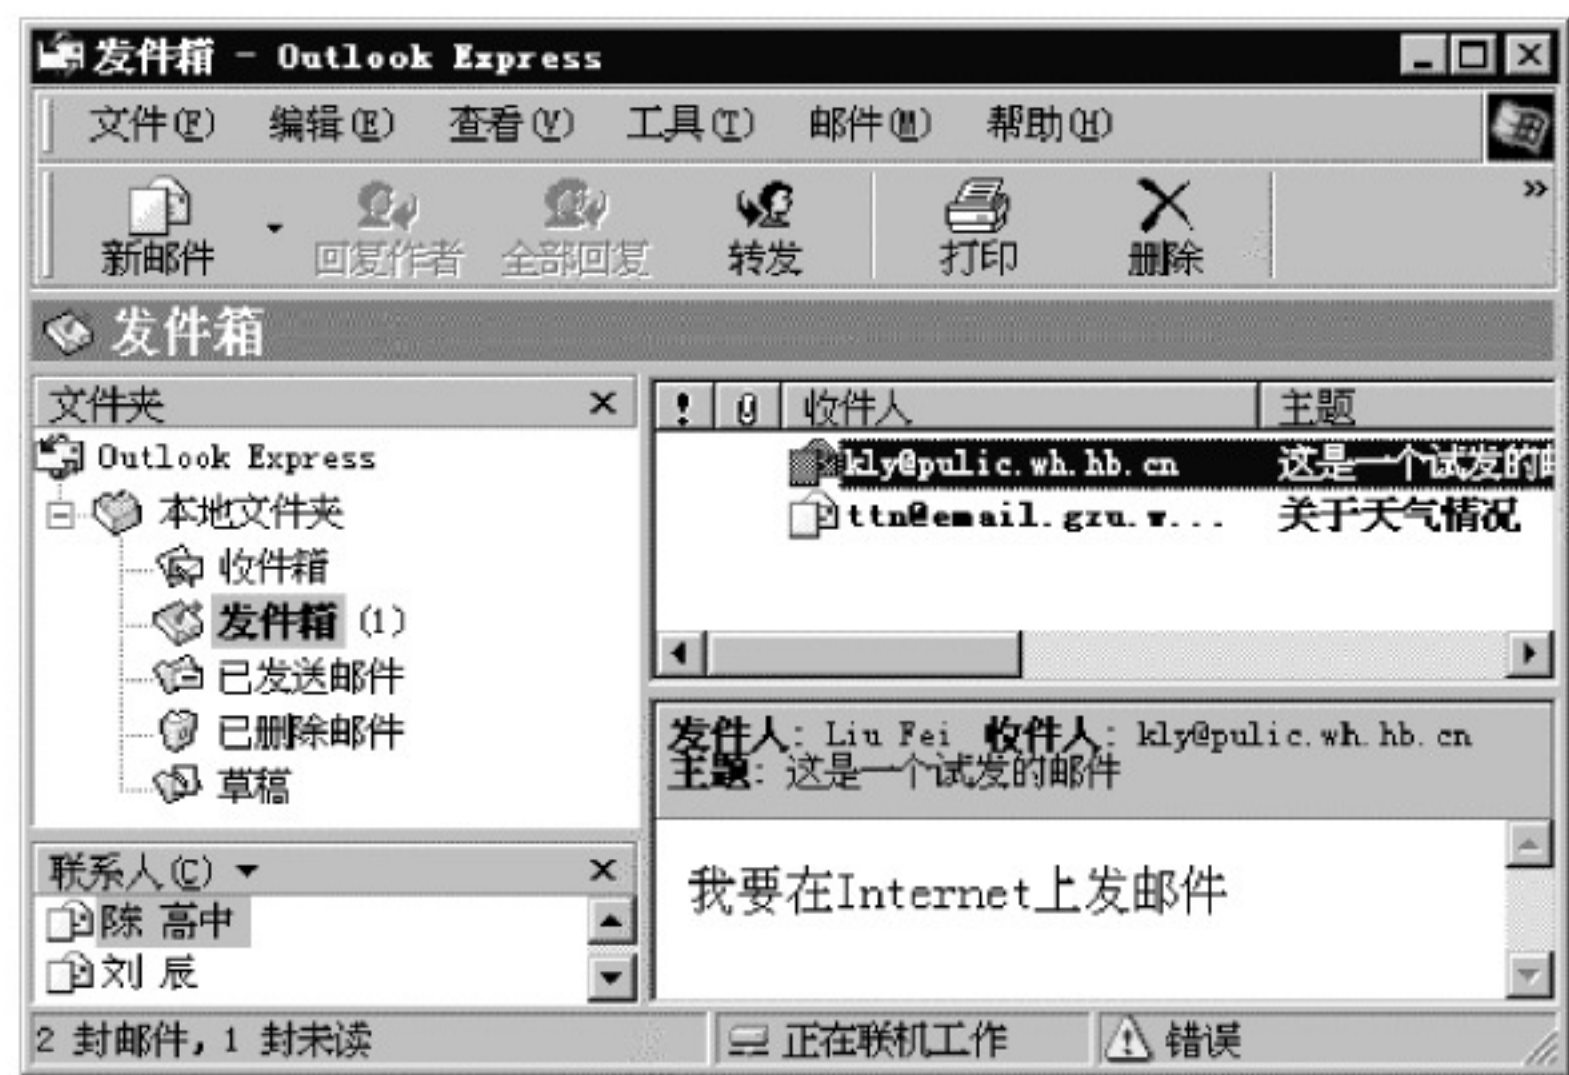 发件箱 - Outlook Express
文件(F) 编辑(E) 查看(V) 工具(T) 邮件(M) 帮助(H)
新邮件 回复作者 全部回复 转发 打印 删除 »
发件箱
文件夹
Outlook Express
本地文件夹
收件箱
发件箱 (1)
已发送邮件
已删除邮件
草稿
联系人(C)
陈 高中
刘 辰
! 收件人 主题
kly@pulic.wh.hb.cn 这是一个试发的邮
ttn@email.gzu.w... 关于天气情况
发件人: Liu Fei 收件人: kly@pulic.wh.hb.cn
主题: 这是一个试发的邮件
我要在Internet上发邮件
2 封邮件, 1 封未读 正在联机工作 错误